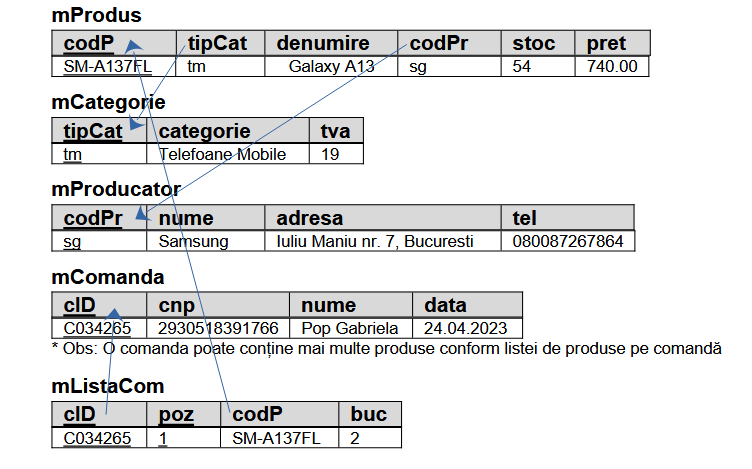 mProdus
codP tipCat denumire codPr stoc pret
SM-A137FL tm Galaxy A13 sg 54 740.00
mCategorie
tipCat categorie tva
tm Telefoane Mobile 19
mProducator
codPr nume adresa tel
sg Samsung Iuliu Maniu nr. 7, Bucuresti 080087267864
mComanda
cID cnp nume data
C034265 2930518391766 Pop Gabriela 24.04.2023
* Obs: O comanda poate conține mai multe produse conform listei de produse pe comandă
mListaCom
cID poz codP buc
C034265 1 SM-A137FL 2